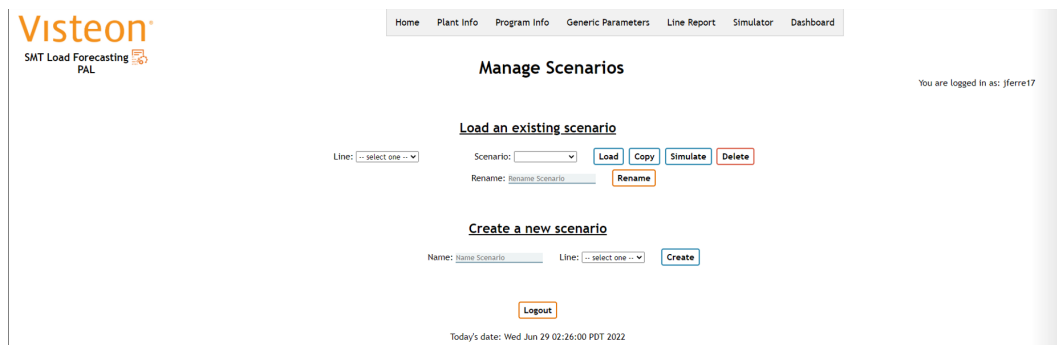 Visteon®
Home Plant Info Program Info Generic Parameters Line Report Simulator Dashboard
SMT Load Forecasting
PAL
Manage Scenarios
You are logged in as: jferre17
Load an existing scenario
Line: -- select one -- Scenario: Load Copy Simulate Delete
Rename: Rename Scenario Rename
Create a new scenario
Name: Name Scenario Line: -- select one -- Create
Logout
Today's date: Wed Jun 29 02:26:00 PDT 2022